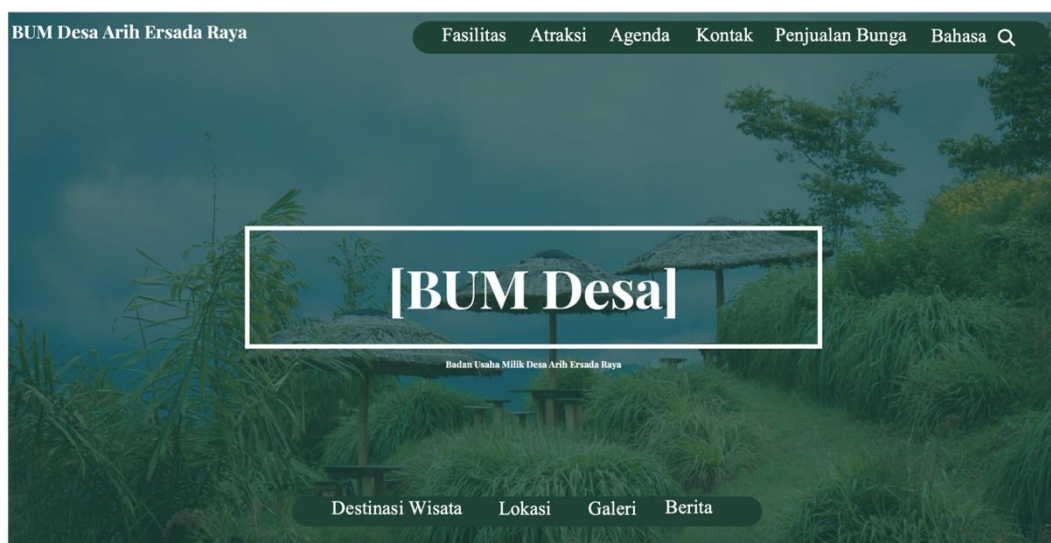 BUM Desa Arih Ersada Raya
Fasilitas Atraksi Agenda Kontak Penjualan Bunga Bahasa
[BUM Desa]
Badan Usaha Milik Desa Arih Ersada Raya
Destinasi Wisata Lokasi Galeri Berita